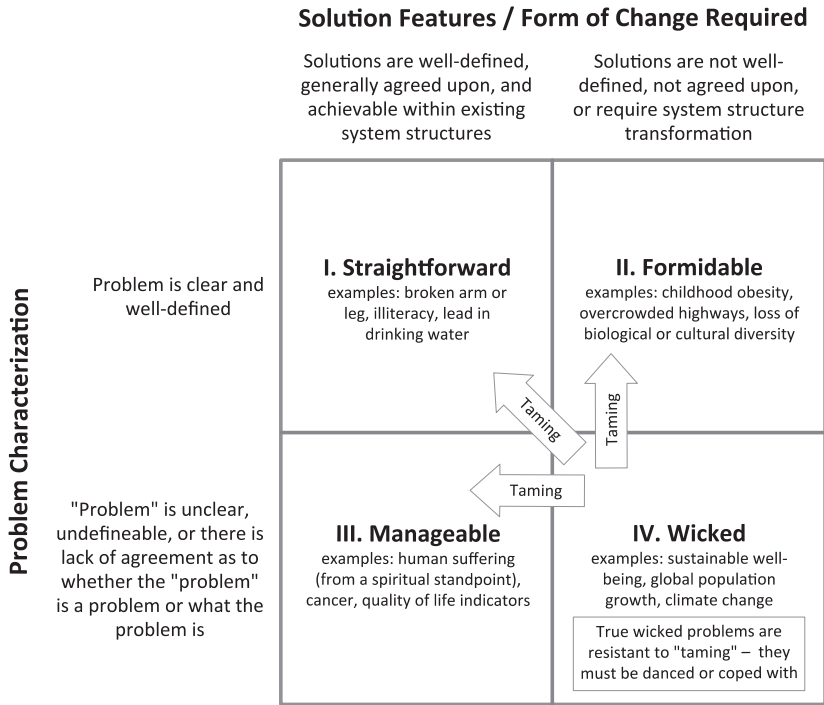 Solution Features / Form of Change Required
Solutions are well-defined,
generally agreed upon, and
achievable within existing
system structures
Solutions are not well-
defined, not agreed upon,
or require system structure
transformation
Problem Characterization
Problem is clear and
well-defined
I. Straightforward
examples: broken arm or
leg, illiteracy, lead in
drinking water
II. Formidable
examples: childhood obesity,
overcrowded highways, loss of
biological or cultural diversity
Taming
Taming
Taming
"Problem" is unclear,
undefineable, or there is
lack of agreement as to
whether the "problem"
is a problem or what the
problem is
III. Manageable
examples: human suffering
(from a spiritual standpoint),
cancer, quality of life indicators
IV. Wicked
examples: sustainable well-
being, global population
growth, climate change
True wicked problems are
resistant to "taming" – they
must be danced or coped with